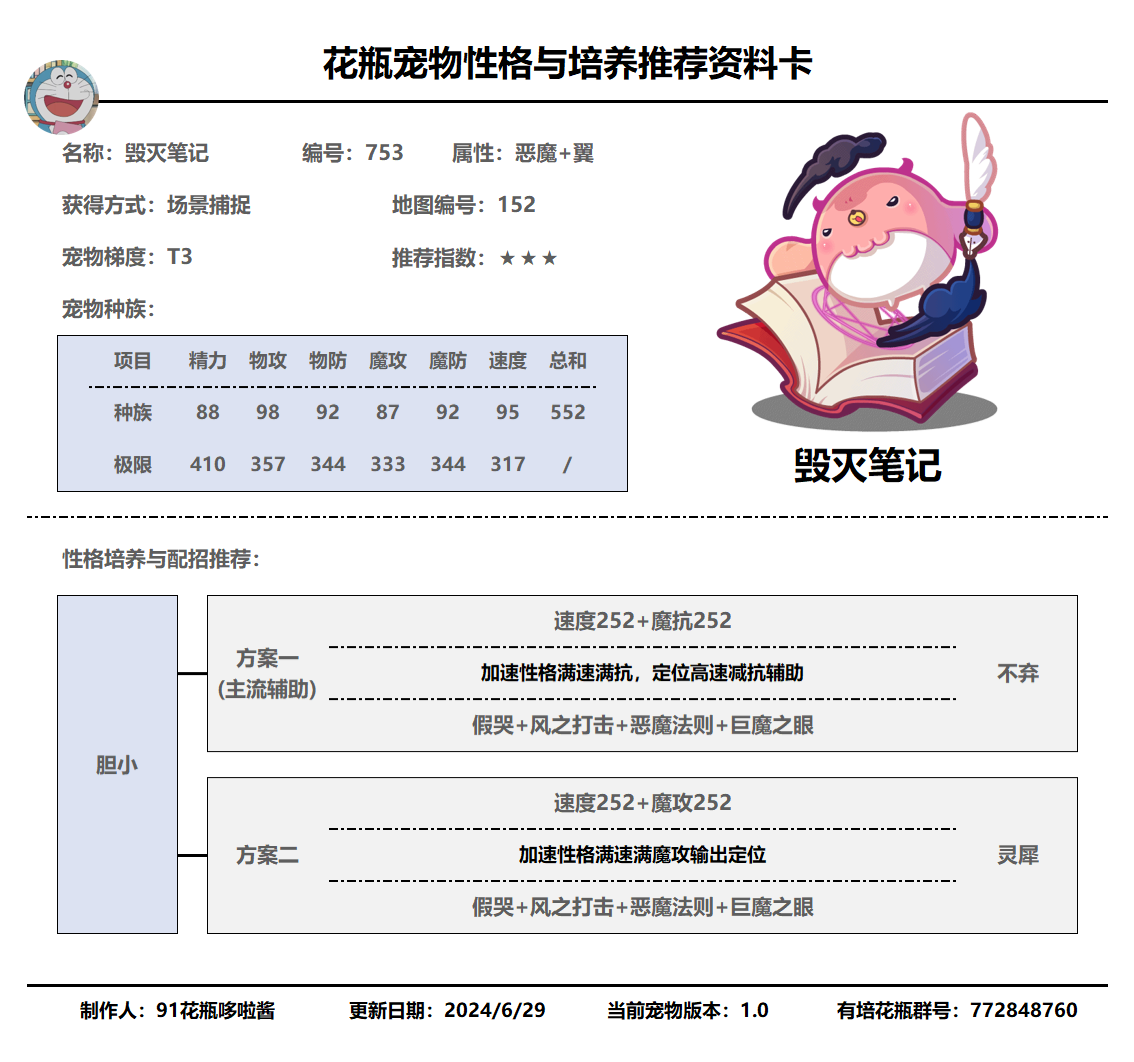 花瓶宠物性格与培养推荐资料卡
名称：毁灭笔记 编号：753 属性：恶魔+翼
获得方式：场景捕捉 地图编号：152
宠物梯度：T3 推荐指数：★★★
宠物种族：
项目 精力 物攻 物防 魔攻 魔防 速度 总和
种族 88 98 92 87 92 95 552
极限 410 357 344 333 344 317 /
毁灭笔记
性格培养与配招推荐：
胆小
方案一
(主流辅助)
速度252+魔抗252
加速性格满速满抗，定位高速减抗辅助
假哭+风之打击+恶魔法则+巨魔之眼
不弃
方案二
速度252+魔攻252
加速性格满速满魔攻输出定位
假哭+风之打击+恶魔法则+巨魔之眼
灵犀
制作人：91花瓶哆啦酱 更新日期：2024/6/29 当前宠物版本：1.0 有培花瓶群号：772848760